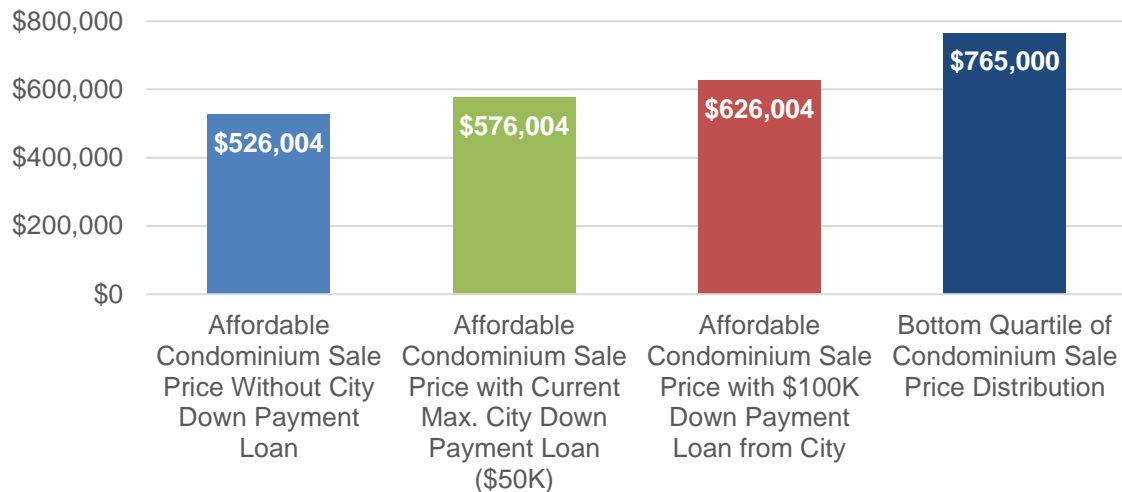 $800,000
$600,000
$400,000
$200,000
$0
$526,004
$576,004
$626,004
$765,000
Affordable
Condominium Sale
Price Without City
Down Payment
Loan
Affordable
Condominium Sale
Price with Current
Max. City Down
Payment Loan
($50K)
Affordable
Condominium Sale
Price with $100K
Down Payment
Loan from City
Bottom Quartile of
Condominium Sale
Price Distribution